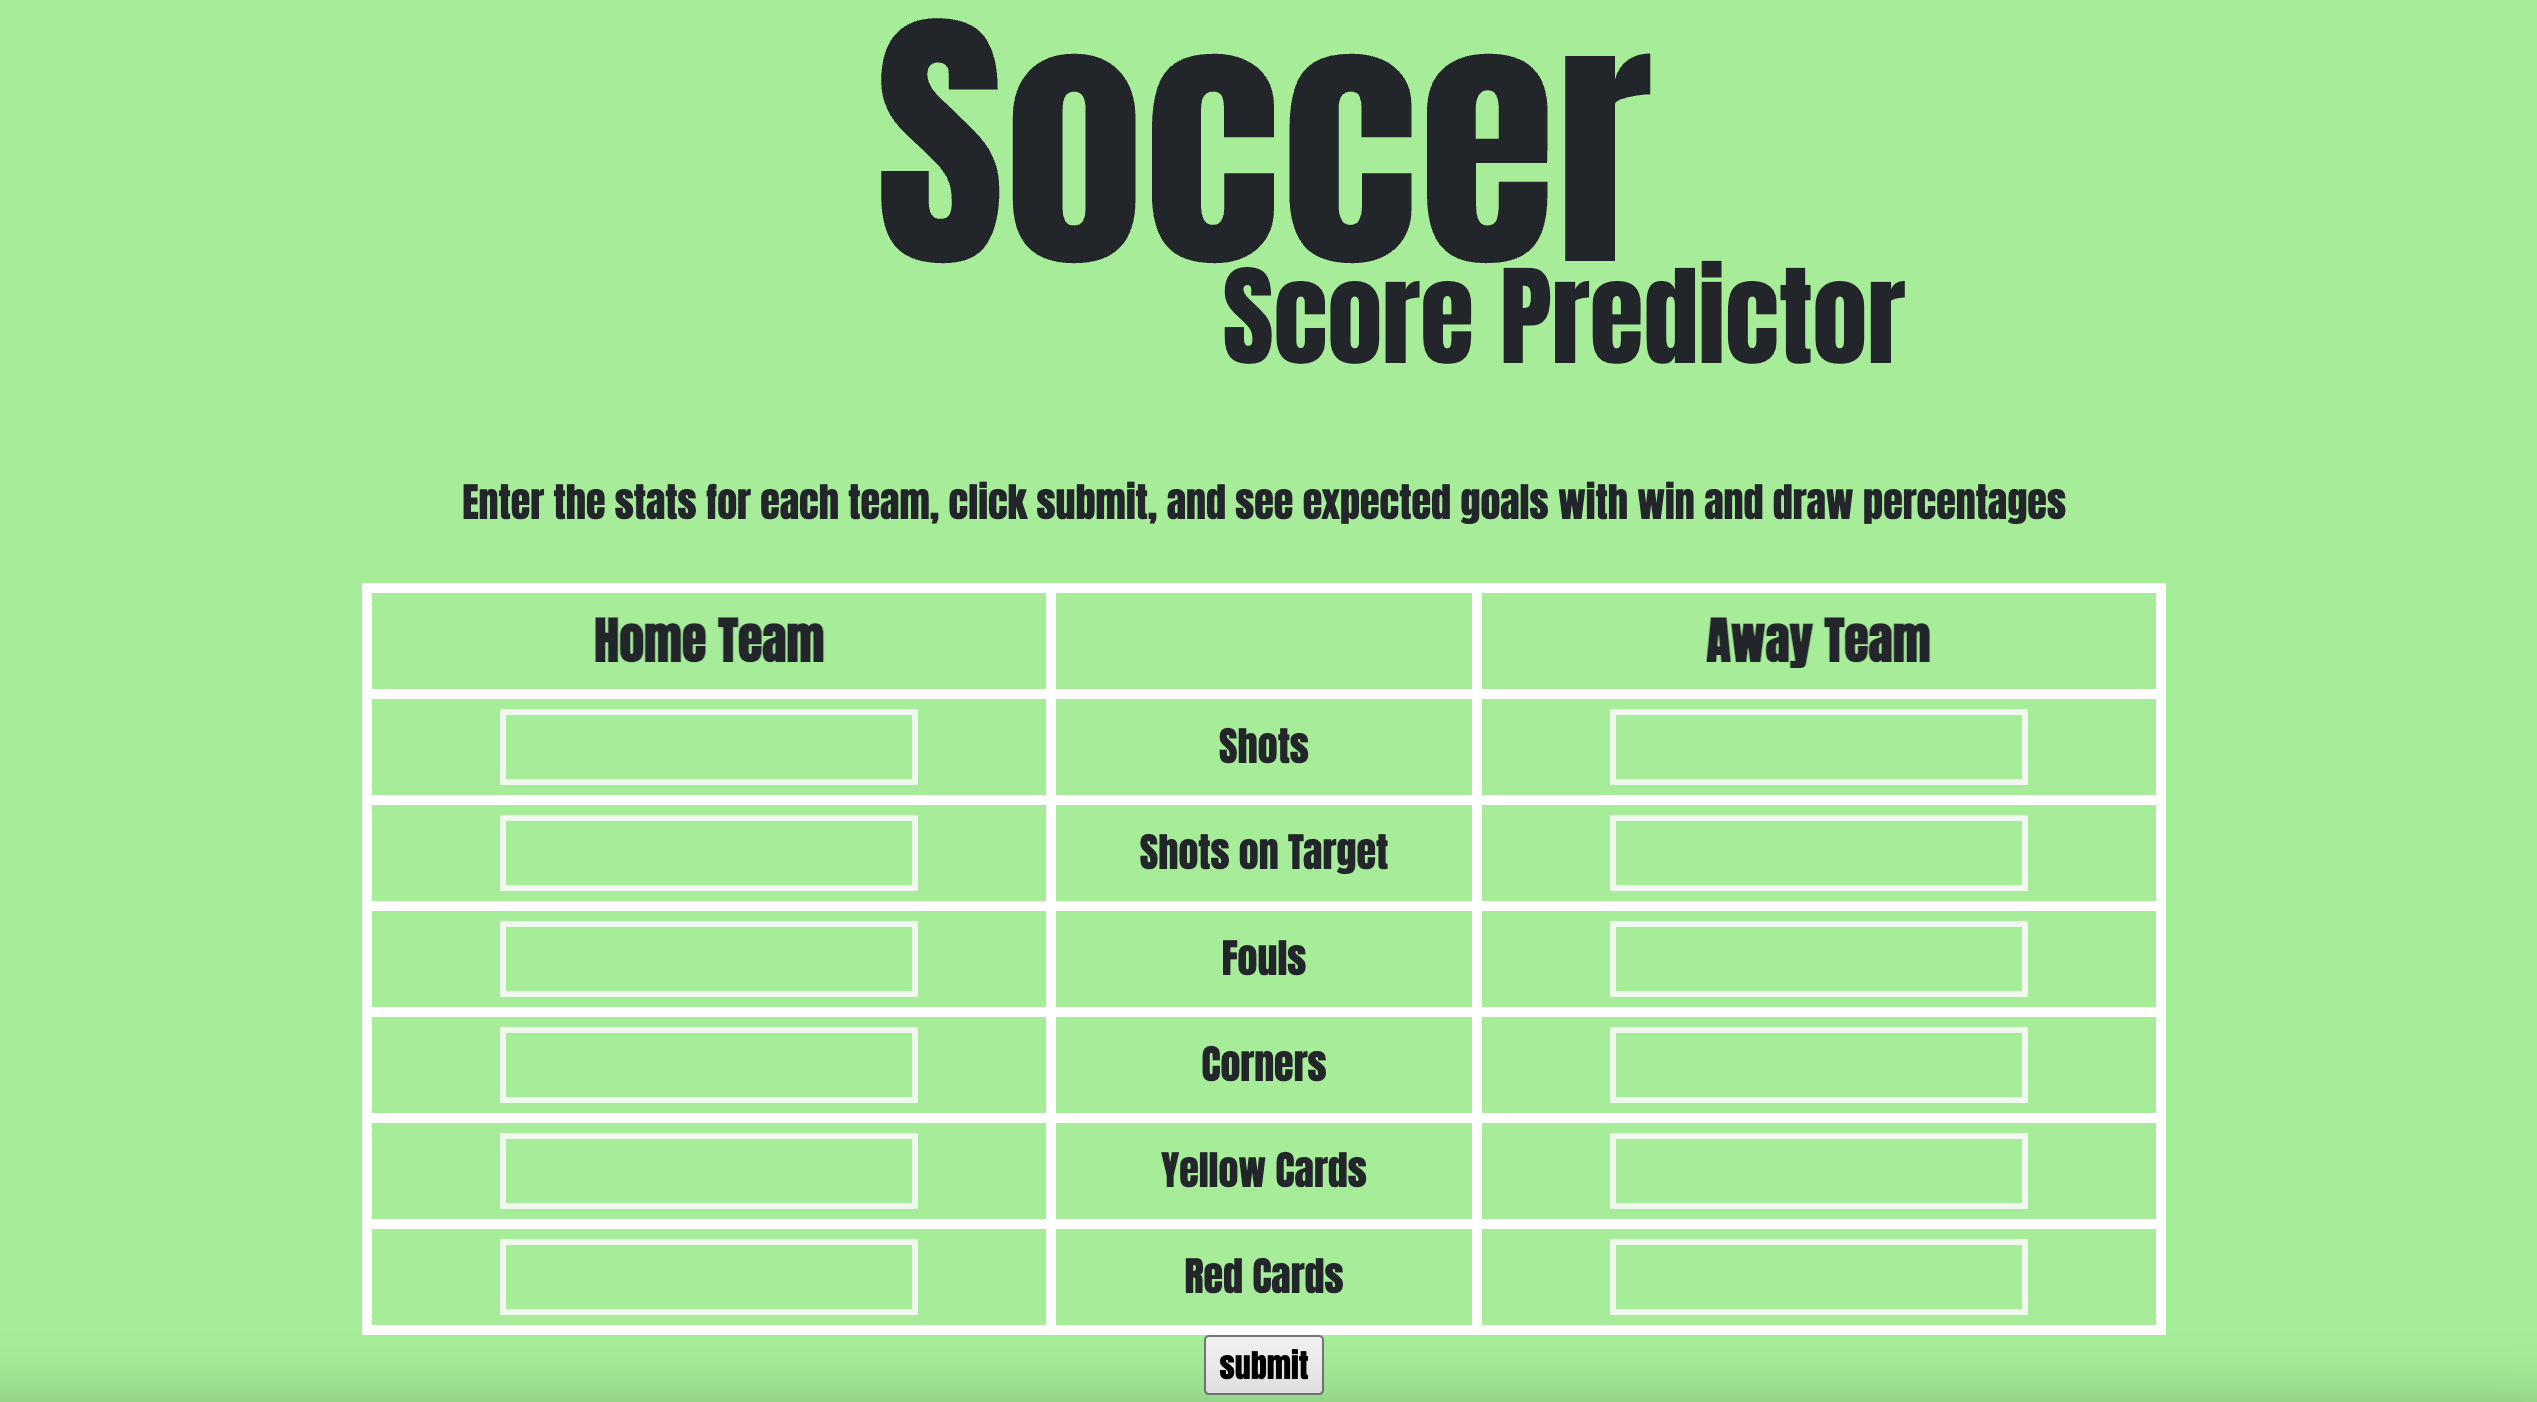 Soccer
Score Predictor
Enter the stats for each team, click submit, and see expected goals with win and draw percentages
Home Team Away Team
Shots
Shots on Target
Fouls
Corners
Yellow Cards
Red Cards
submit